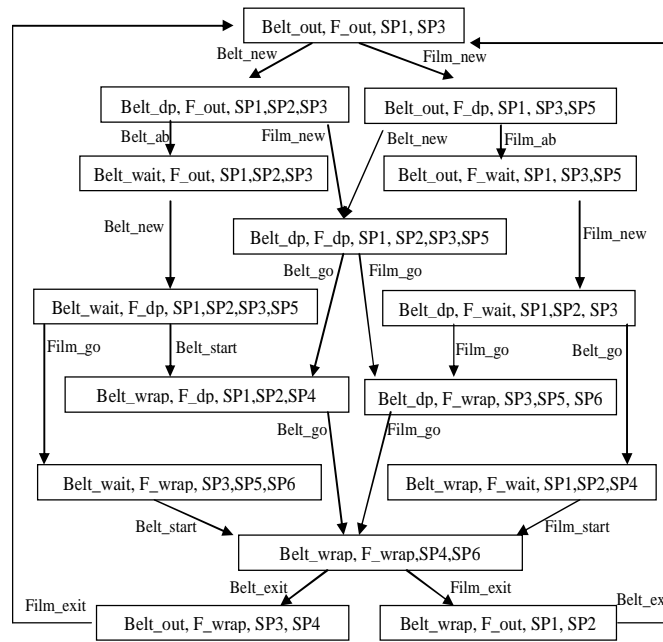 Belt_out, F_out, SP1, SP3
Belt_new
Film_new
Belt_dp, F_out, SP1,SP2,SP3
Belt_out, F_dp, SP1, SP3,SP5
Belt_ab
Film_new
Belt_new
Film_ab
Belt_wait, F_out, SP1,SP2,SP3
Belt_out, F_wait, SP1, SP3,SP5
Belt_new
Film_new
Belt_dp, F_dp, SP1, SP2,SP3,SP5
Belt_go
Film_go
Belt_wait, F_dp, SP1,SP2,SP3,SP5
Belt_dp, F_wait, SP1,SP2, SP3
Film_go
Belt_start
Film_go
Belt_go
Belt_wrap, F_dp, SP1,SP2,SP4
Belt_dp, F_wrap, SP3,SP5, SP6
Belt_go
Film_go
Belt_wait, F_wrap, SP3,SP5,SP6
Belt_wrap, F_wait, SP1,SP2,SP4
Belt_start
Film_start
Belt_wrap, F_wrap,SP4,SP6
Belt_exit
Film_exit
Film_exit
Belt_ex
Belt_out, F_wrap, SP3, SP4
Belt_wrap, F_out, SP1, SP2